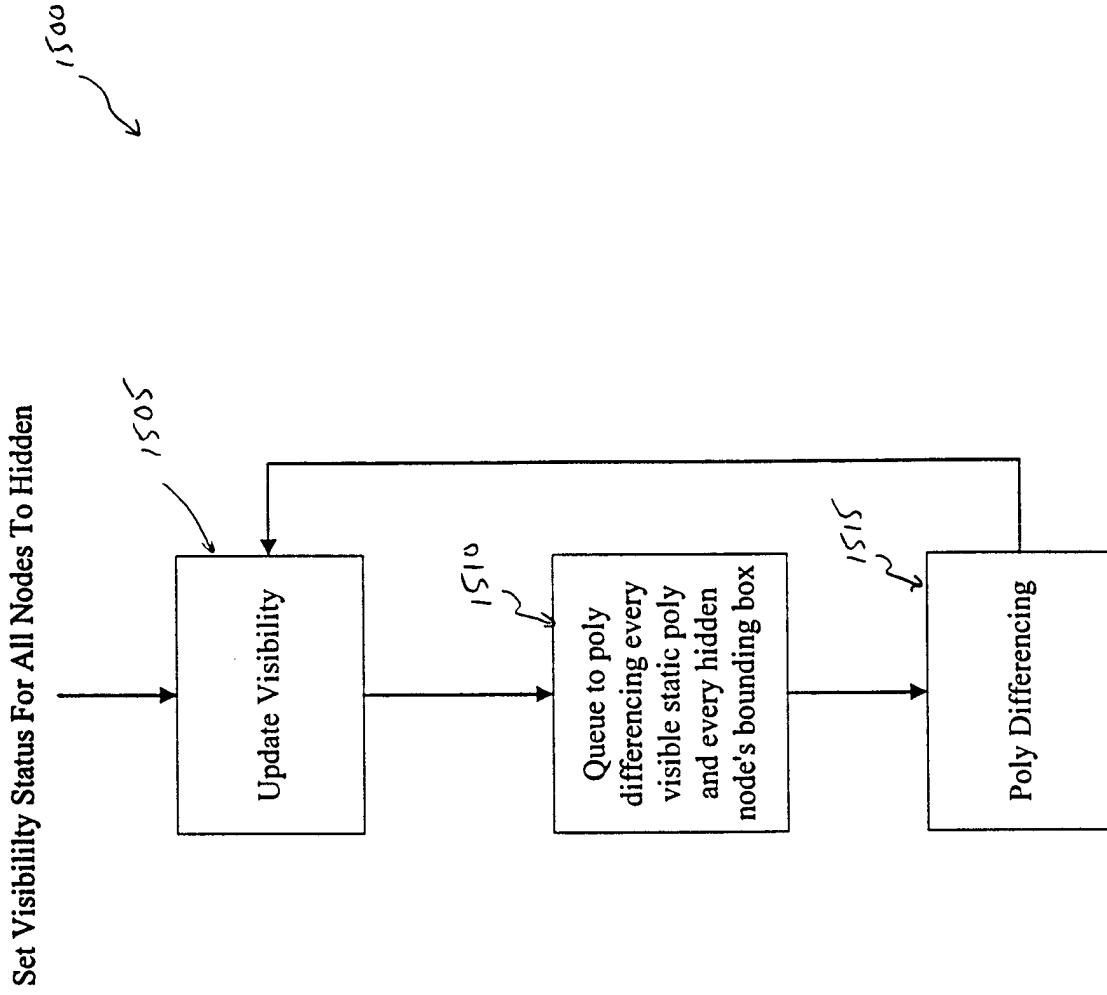 1500
Set Visibililty Status For All Nodes To Hidden
1505
Update Visibility
1510
Queue to poly
differencing every
visible static poly
and every hidden
node's bounding box
1515
Poly Differencing